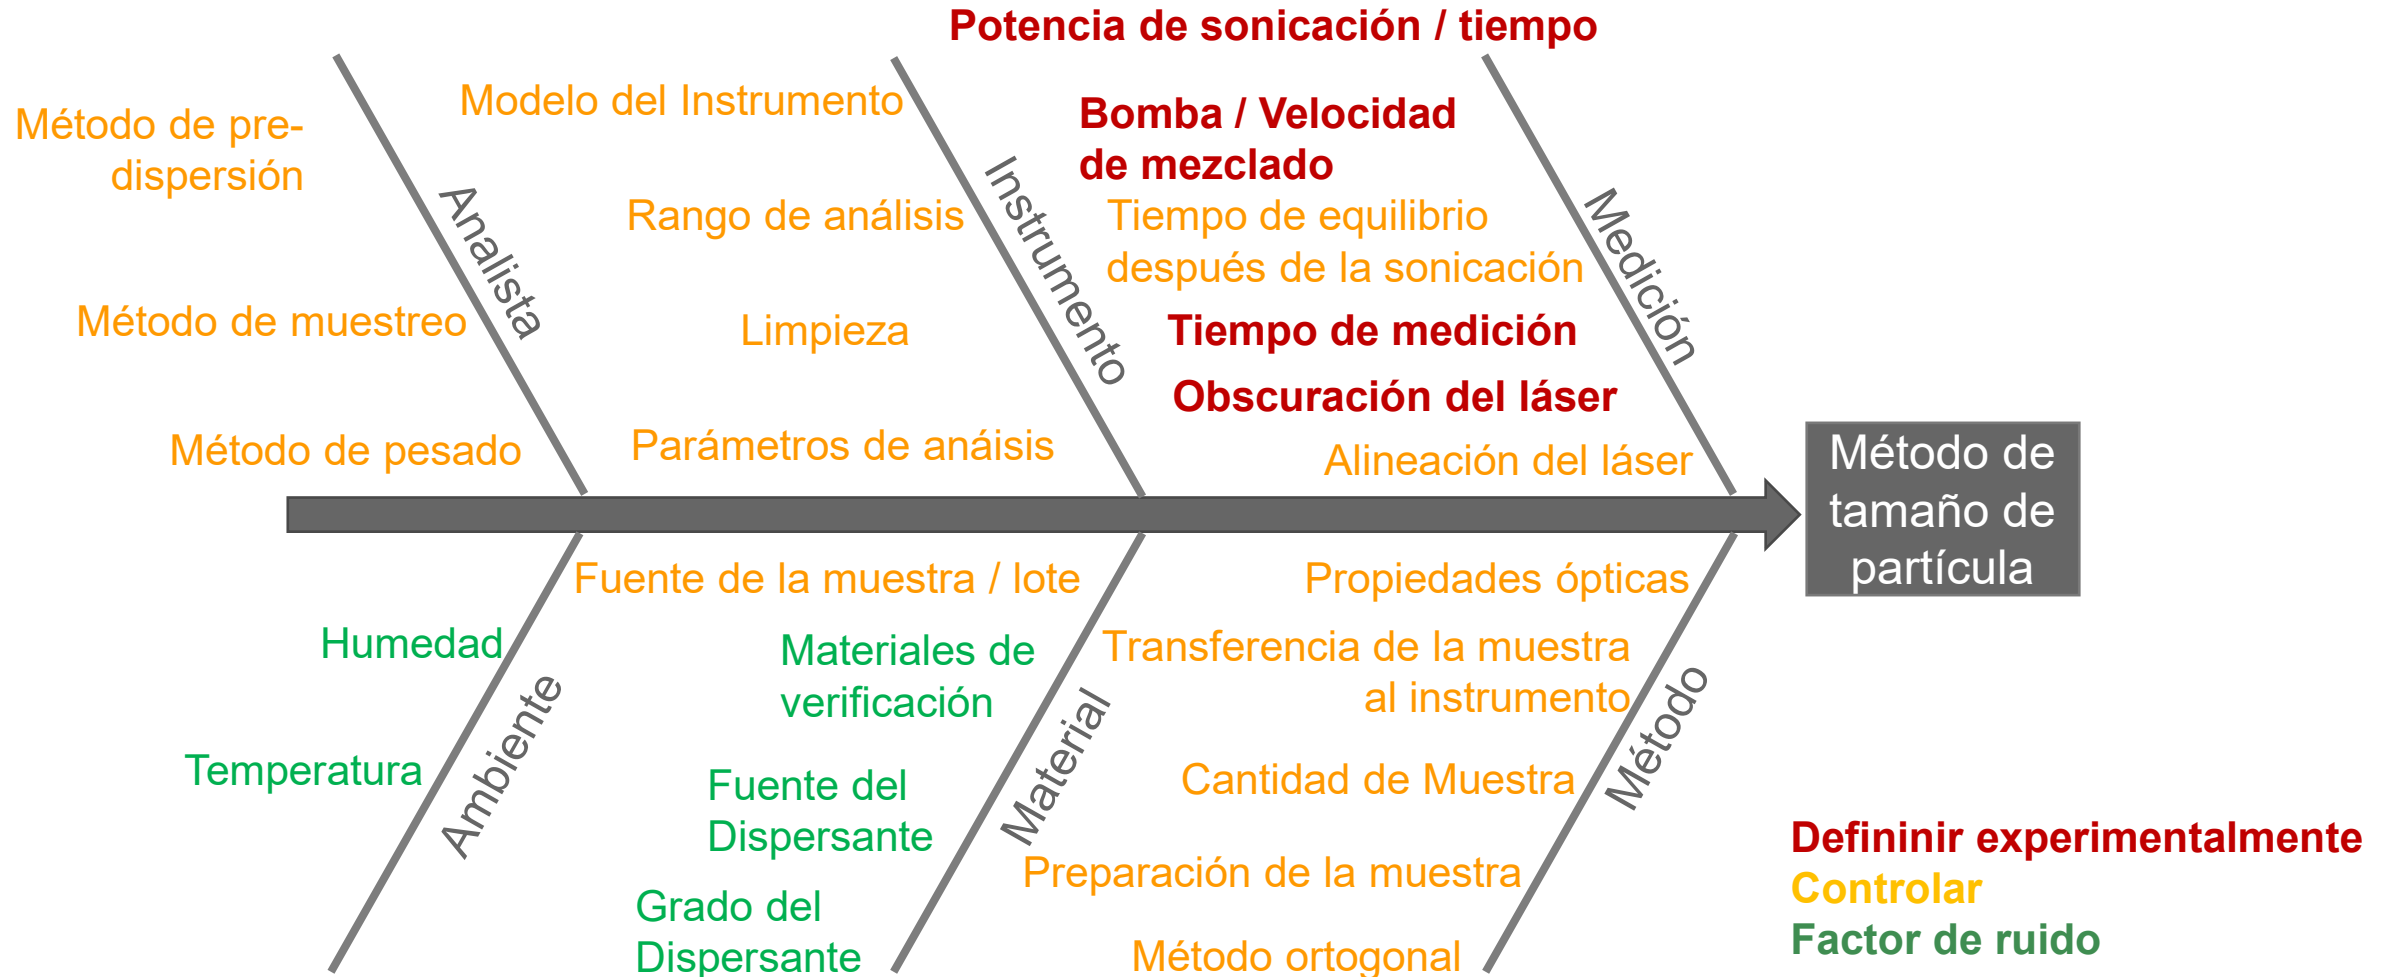 Potencia de sonicación / tiempo
Método de pre-
dispersión
Método de muestreo
Método de pesado
Analista
Modelo del Instrumento
Rango de análisis
Limpieza
Parámetros de anáisis
Instrumento
Bomba / Velocidad
de mezclado
Tiempo de equilibrio
después de la sonicación
Tiempo de medición
Obscuración del láser
Alineación del láser
Medición
Método de
tamaño de
partícula
Humedad
Temperatura
Ambiente
Fuente de la muestra / lote
Materiales de
verificación
Fuente del
Dispersante
Grado del
Dispersante
Material
Propiedades ópticas
Transferencia de la muestra
al instrumento
Cantidad de Muestra
Preparación de la muestra
Método ortogonal
Método
Defininir experimentalmente
Controlar
Factor de ruido